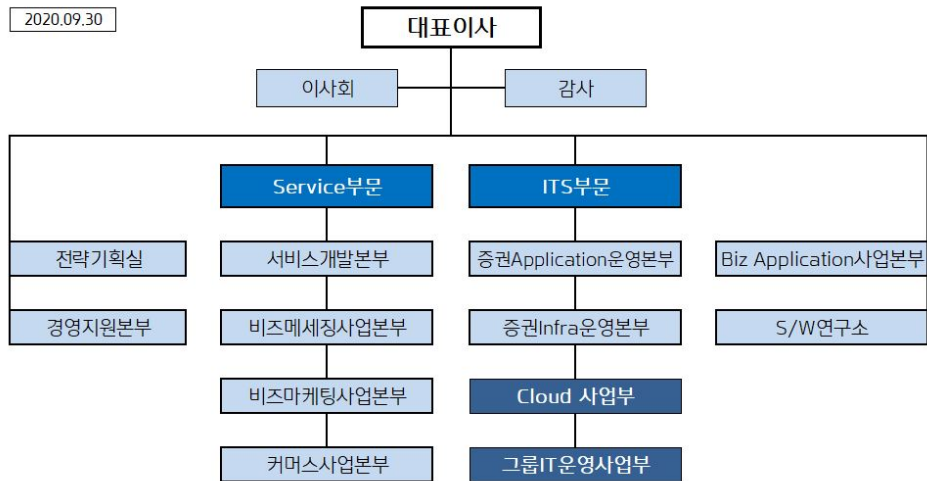 2020.09.30
대표이사
이사회
감사
Service부문
ITS부문
전략기획실
서비스개발본부
증권Application운영본부
Biz Application사업본부
경영지원본부
비즈메세징사업본부
증권Infra운영본부
S/W연구소
비즈마케팅사업본부
Cloud 사업부
커머스사업본부
그룹IT운영사업부